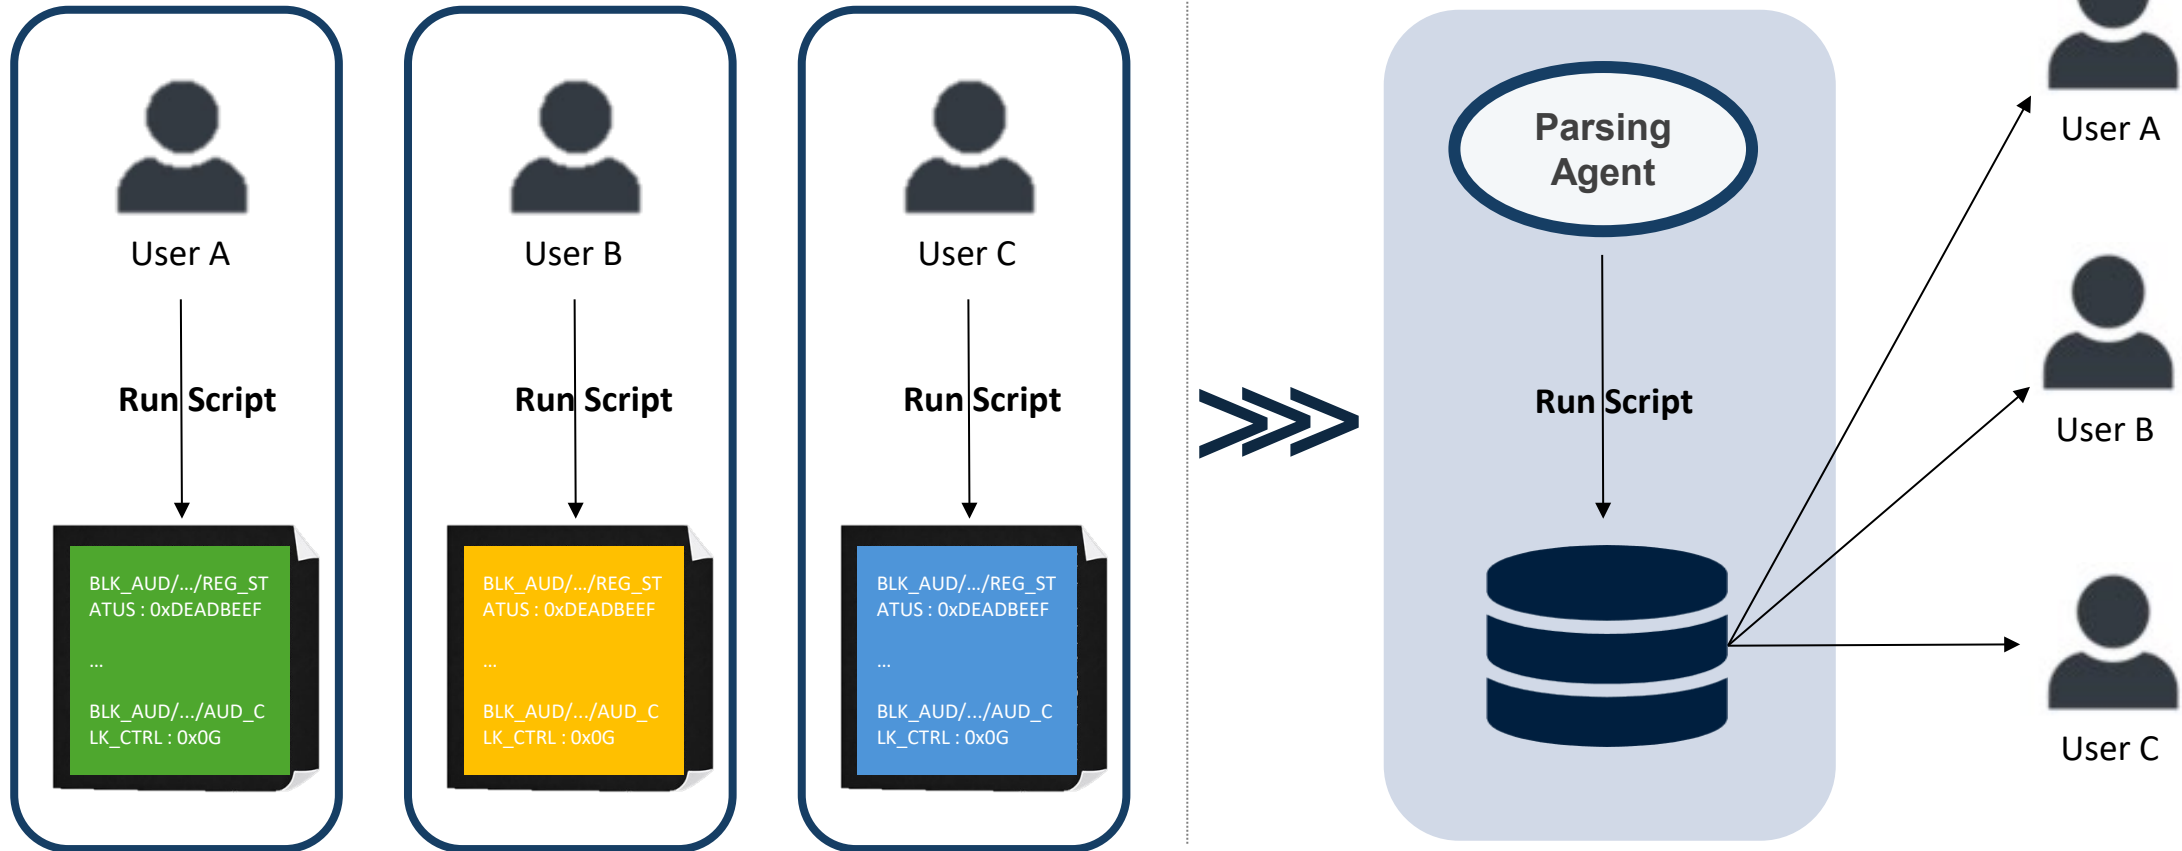 User A
Run Script
BLK_AUD/.../REG_ST
ATUS : 0xDEADBEEF
...
BLK_AUD/.../AUD_C
LK_CTRL : 0x0G
User B
Run Script
BLK_AUD/.../REG_ST
ATUS : 0xDEADBEEF
...
BLK_AUD/.../AUD_C
LK_CTRL : 0x0G
User C
Run Script
BLK_AUD/.../REG_ST
ATUS : 0xDEADBEEF
...
BLK_AUD/.../AUD_C
LK_CTRL : 0x0G
Parsing
Agent
Run Script
User A
User B
User C